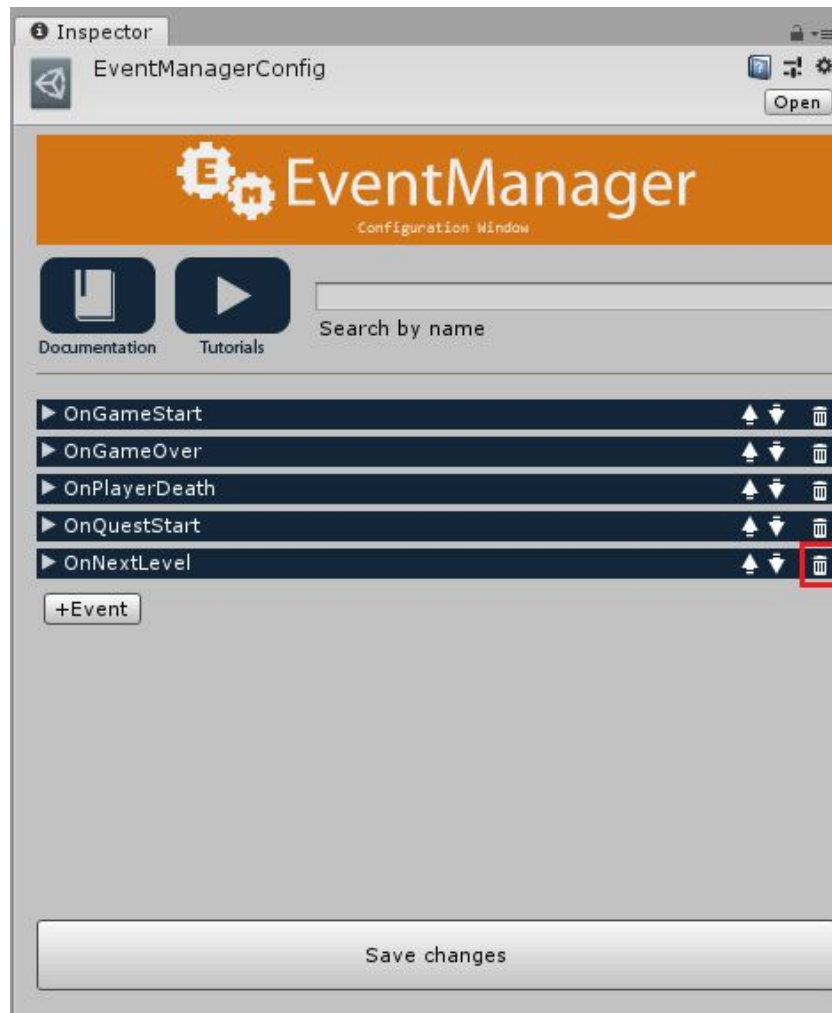 Inspector
EventManagerConfig
Open
EM EventManager
Configuration Window
Documentation
Tutorials
Search by name
OnGameStart
OnGameOver
OnPlayerDeath
OnQuestStart
OnNextLevel
+Event
Save changes